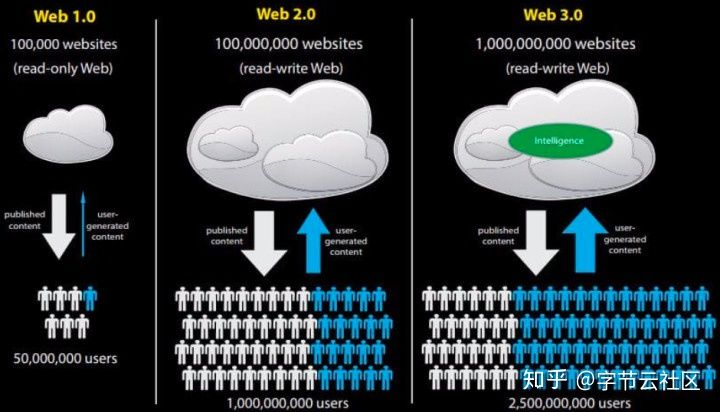 Web 1.0
100,000 websites
(read-only Web)
published
content
user-
generated
content
50,000,000 users
Web 2.0
100,000,000 websites
(read-write Web)
published
content
user-
generated
content
1,000,000,000 users
Web 3.0
1,000,000,000 websites
(read-write Web)
Intelligence
published
content
user-
generated
content
2,500,000,000 users
知乎 @字节云社区